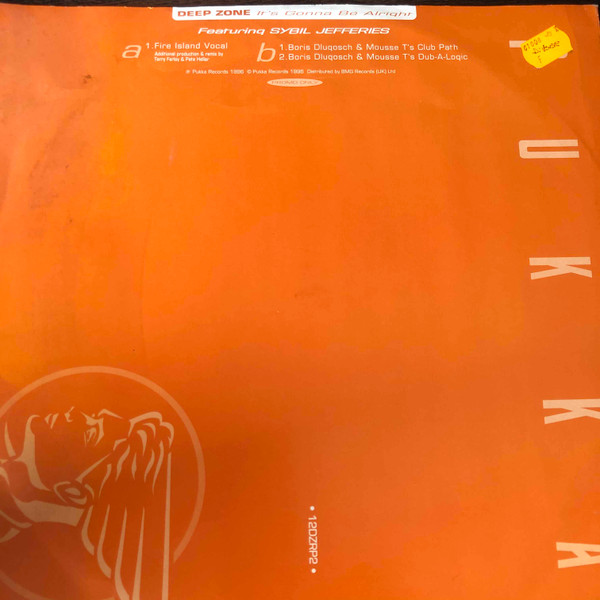 DEEP ZONE It's Gonna Be Alright
Featuring SYBIL JEFFERIES
a
1.Fire Island Vocal
Additional production & remix by
Terry Farley & Pete Heller
b
1.Boris Dlugosch & Mousse T's Club Path
2.Boris Dlugosch & Mousse T's Dub-A-Logic
℗ Pukka Records 1996 © Pukka Records 1996 Distributed by BMG Records (UK) Ltd
PROMO ONLY
PUKKA
• 12DZRP2 •